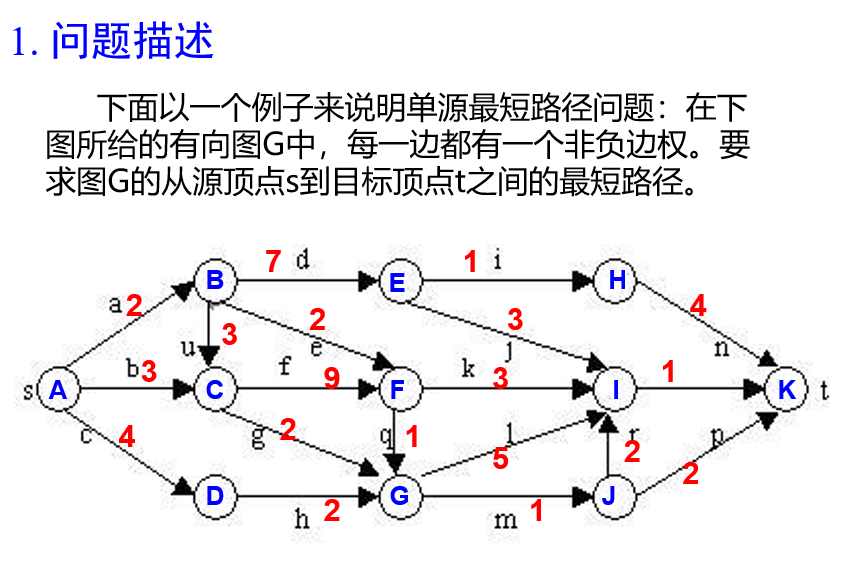 1. 问题描述
下面以一个例子来说明单源最短路径问题：在下
图所给的有向图G中，每一边都有一个非负边权。要
求图G的从源顶点s到目标顶点t之间的最短路径。
B 7 d E 1 i H
a 2 3 2 3 4
u e j n
s A b 3 C f 9 F k 3 I 1 K t
c 4 g 2 q 1 l 5 r 2 p 2
D h 2 G m 1 J